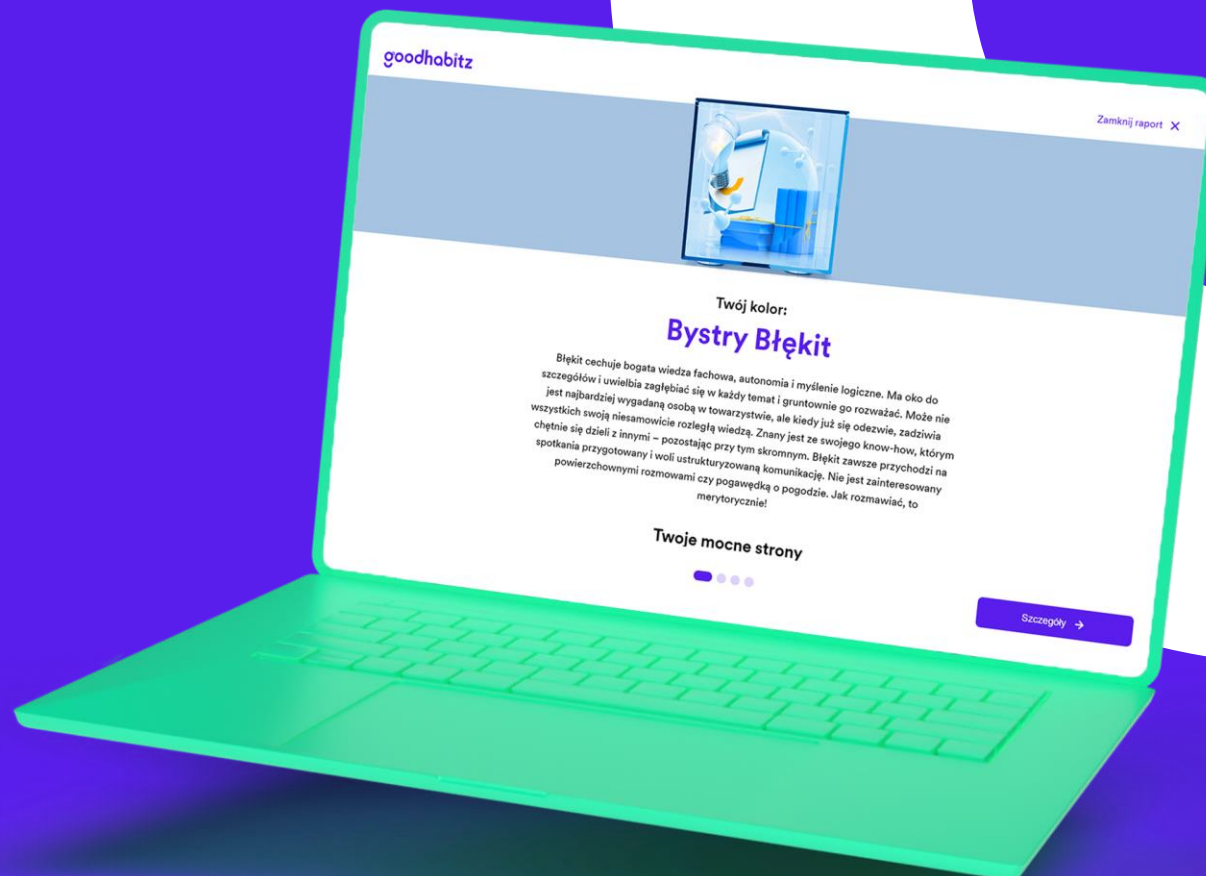 goodhabitz
Zamknij raport
Twój kolor:
Bystry Błękit
Błękit cechuje bogata wiedza fachowa, autonomia i myślenie logiczne. Ma oko do
szczegółów i uwielbia zagłębiać się w każdy temat i gruntownie go rozważać. Może nie
jest najbardziej wygadaną osobą w towarzystwie, ale kiedy już się odezwie, zadziwia
wszystkich swoją niesamowicie rozległą wiedzą. Znany jest ze swojego know-how, którym
chętnie się dzieli z innymi – pozostając przy tym skromnym. Błękit zawsze przychodzi na
spotkania przygotowany i woli ustrukturyzowaną komunikację. Nie jest zainteresowany
powierzchownymi rozmowami czy pogawędką o pogodzie. Jak rozmawiać, to
merytorycznie!
Twoje mocne strony
Szczegóły